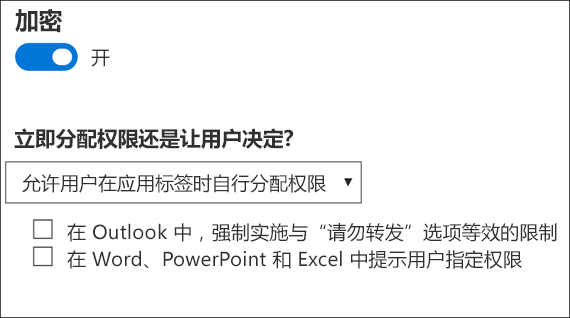 加密
开
立即分配权限还是让用户决定?
允许用户在应用标签时自行分配权限
在 Outlook 中，强制实施与“请勿转发”选项等效的限制
在 Word、PowerPoint 和 Excel 中提示用户指定权限